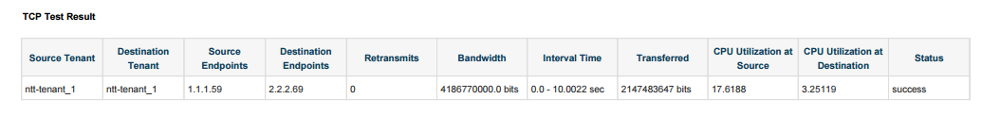 TCP Test Result
Source Tenant
Destination Tenant
Source Endpoints
Destination Endpoints
Retransmits
Bandwidth
Interval Time
Transferred
CPU Utilization at Source
CPU Utilization at Destination
Status
ntt-tenant_1
ntt-tenant_1
1.1.1.59
2.2.2.69
0
4186770000.0 bits
0.0 - 10.0022 sec
2147483647 bits
17.6188
3.25119
success